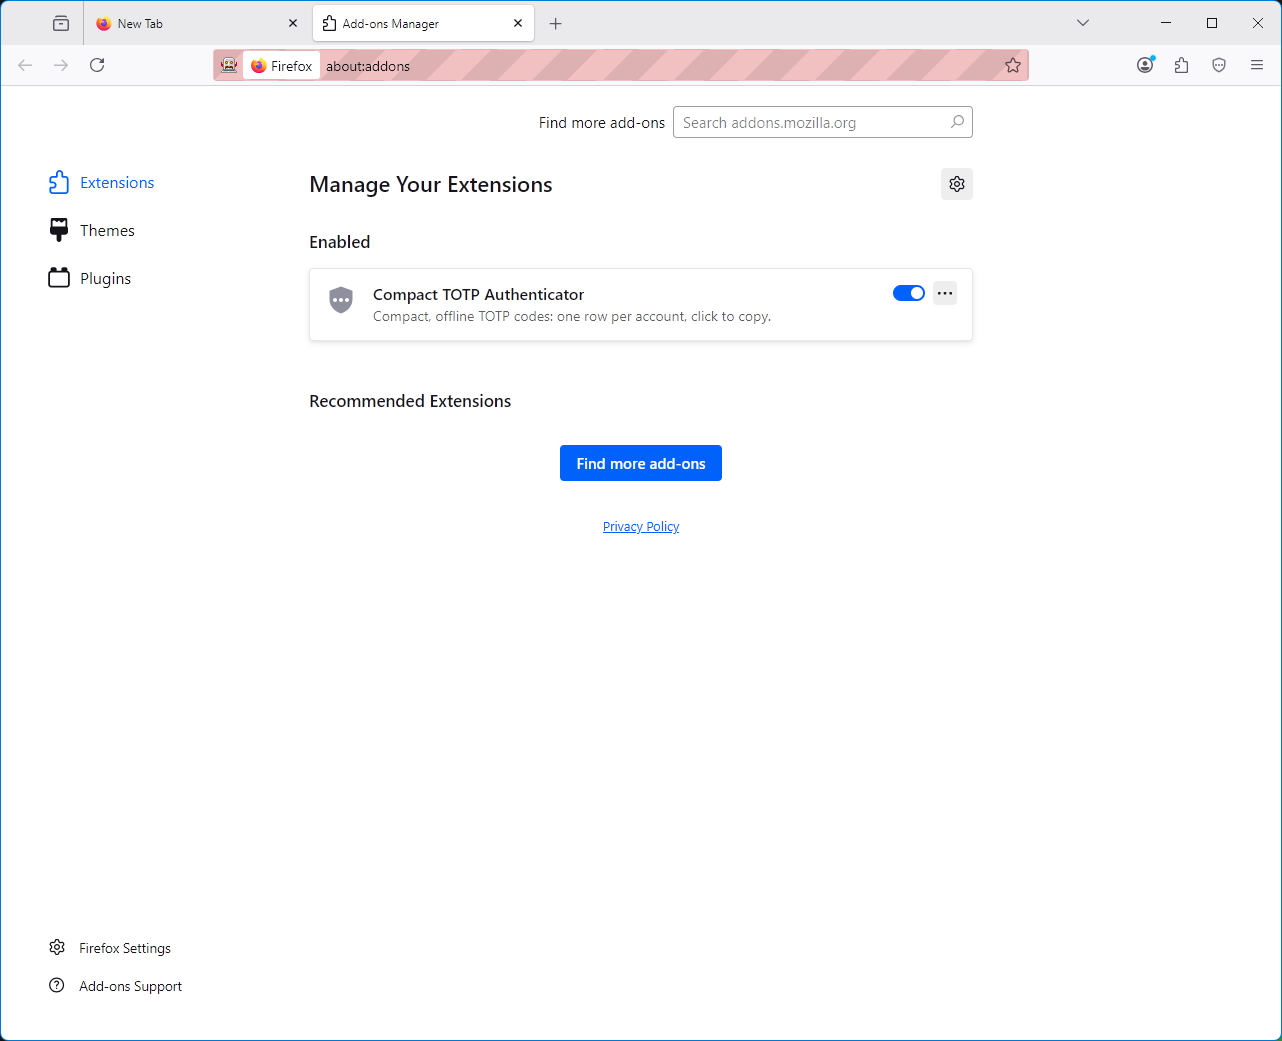 New Tab
Add-ons Manager
Firefox
about:addons
Find more add-ons
Search addons.mozilla.org
Extensions
Themes
Plugins
Manage Your Extensions
Enabled
Compact TOTP Authenticator
Compact, offline TOTP codes: one row per account, click to copy.
Recommended Extensions
Find more add-ons
Privacy Policy
Firefox Settings
Add-ons Support